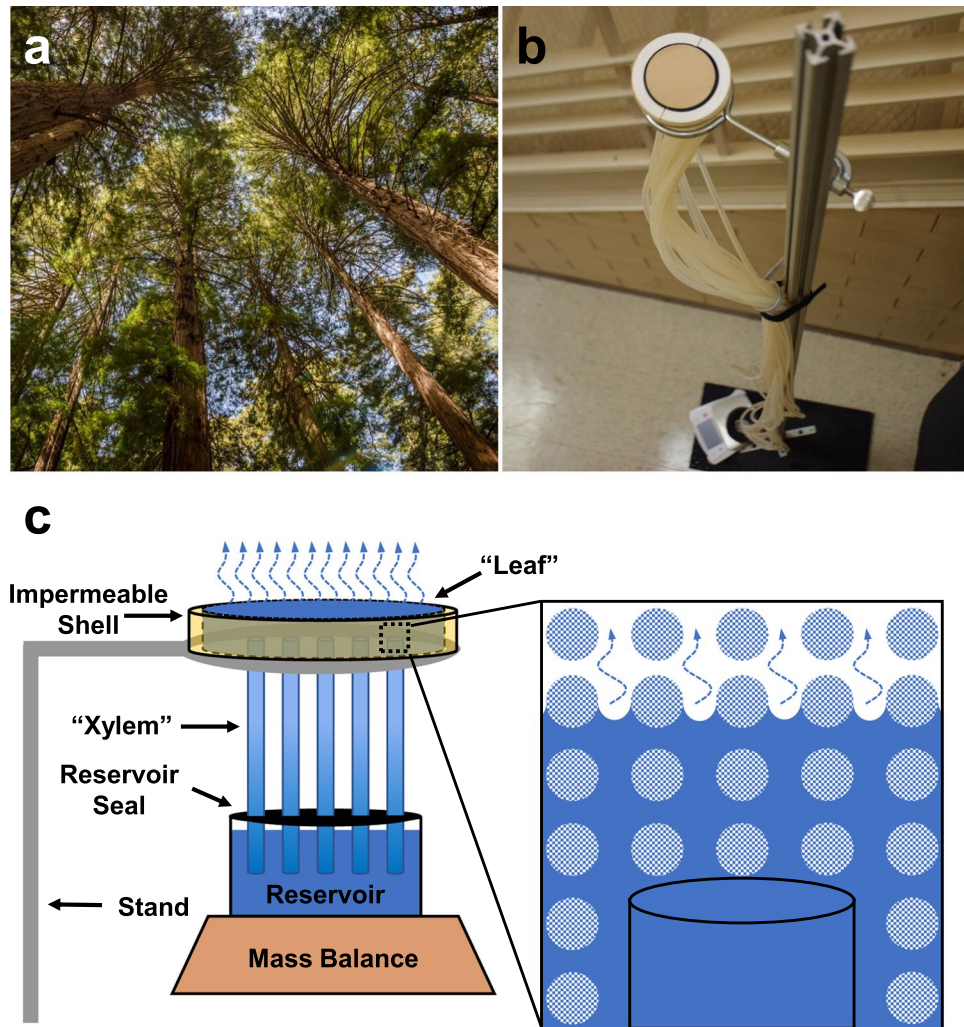 a
b
c
“Leaf”
Impermeable
Shell
“Xylem”
Reservoir
Seal
Reservoir
Stand
Mass Balance